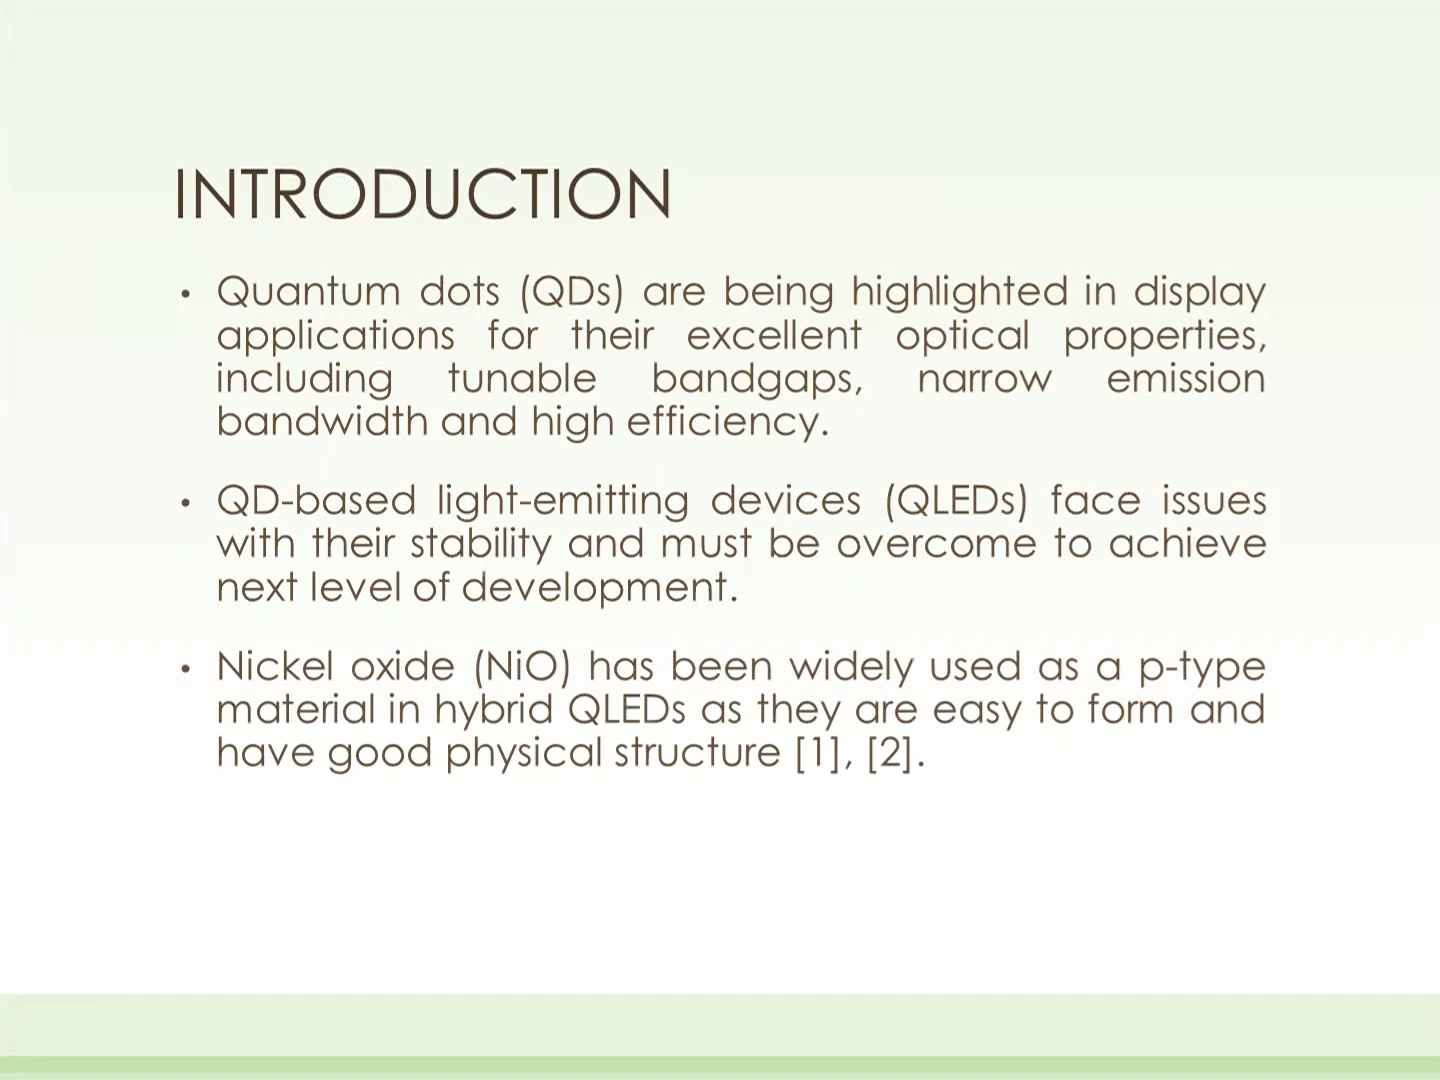 INTRODUCTION
• Quantum dots (QDs) are being highlighted in display
applications for their excellent optical properties,
including tunable bandgaps, narrow emission
bandwidth and high efficiency.
• QD-based light-emitting devices (QLEDs) face issues
with their stability and must be overcome to achieve
next level of development.
• Nickel oxide (NiO) has been widely used as a p-type
material in hybrid QLEDs as they are easy to form and
have good physical structure [1], [2].